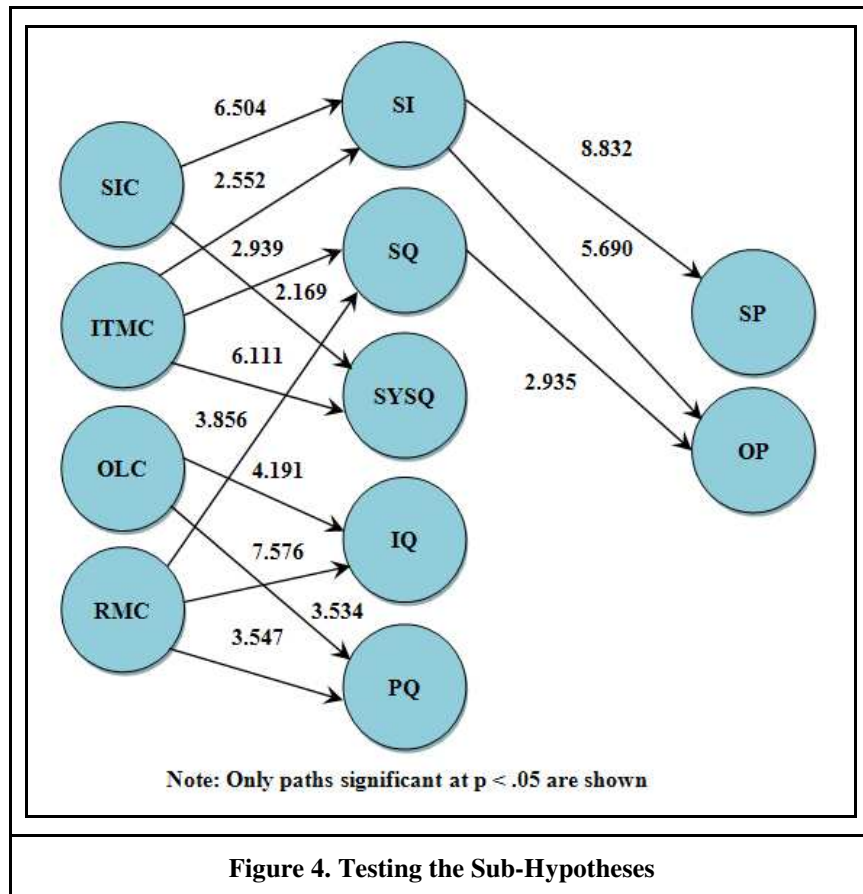 SI
6.504
8.832
SIC
2.552
5.690
2.939
SQ
2.169
SP
ITMC
6.111
2.935
SYSQ
3.856
OP
OLC
4.191
IQ
7.576
RMC
3.534
3.547
PQ
Note: Only paths significant at p < .05 are shown
Figure 4. Testing the Sub-Hypotheses